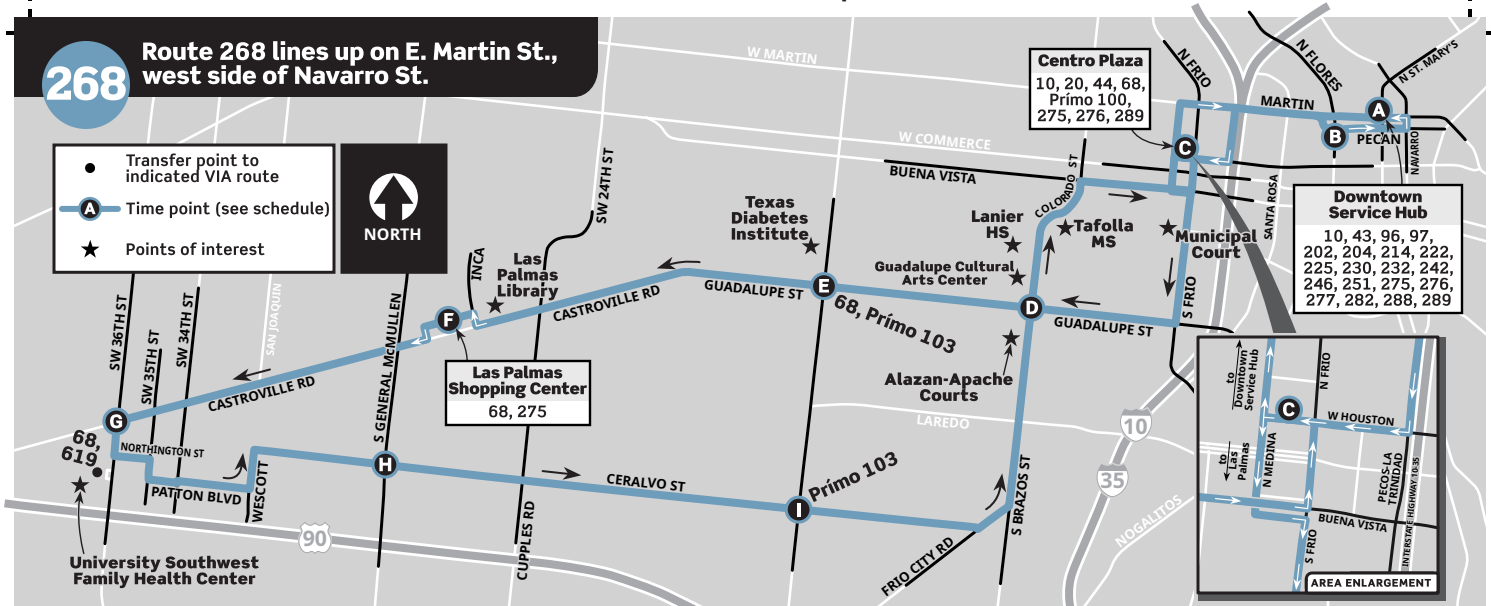 268
Route 268 lines up on E. Martin St.,
west side of Navarro St.
Transfer point to
indicated VIA route
A
Time point (see schedule)
Points of interest
NORTH
W MARTIN
W COMMERCE
BUENA VISTA
Centro Plaza
10, 20, 44, 68,
Prímo 100,
275, 276, 289
N FRIO
N FLORES
N ST. MARY'S
MARTIN
A
B
PECAN
NAVARRO
C
SANTA ROSA
Downtown
Service Hub
10, 43, 96, 97,
202, 204, 214, 222,
225, 230, 232, 242,
246, 251, 275, 276,
277, 282, 288, 289
SW 24TH ST
Texas
Diabetes
Institute
COLORADO ST
Lanier
HS
Tafolla
MS
Municipal
Court
Guadalupe Cultural
Arts Center
S FRIO
INCA
Las
Palmas
Library
CASTROVILLE RD
GUADALUPE ST
E
68, Prímo 103
D
GUADALUPE ST
F
Las Palmas
Shopping Center
68, 275
Alazan-Apache
Courts
SW 36TH ST
SW 35TH ST
SW 34TH ST
SAN JOAQUIN
S GENERAL McMULLEN
CASTROVILLE RD
G
68,
619
NORTHINGTON ST
PATTON BLVD
WESCOTT
H
CERALVO ST
CUPPLES RD
I
Prímo 103
LAREDO
S BRAZOS ST
FRIO CITY RD
10
35
NOGALITOS
90
University Southwest
Family Health Center
to
Downtown
Service Hub
N FRIO
C
W HOUSTON
to
Las
Palmas
N MEDINA
PECOS-LA
TRINIDAD
INTERSTATE HIGHWAY 10-35
BUENA VISTA
S FRIO
AREA ENLARGEMENT